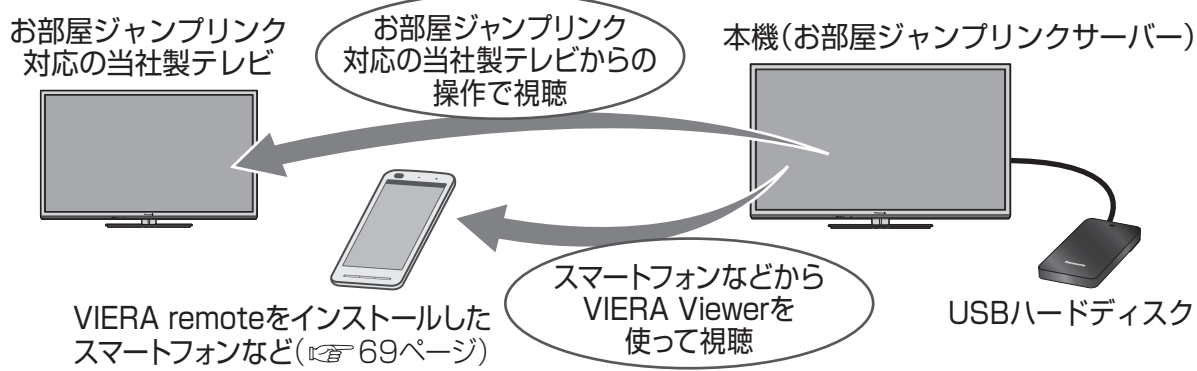 お部屋ジャンプリンク
対応の当社製テレビ
お部屋ジャンプリンク
対応の当社製テレビからの
操作で視聴
本機(お部屋ジャンプリンクサーバー)
VIERA remoteをインストールした
スマートフォンなど(☞69ページ)
スマートフォンなどから
VIERA Viewerを
使って視聴
USBハードディスク
Panasonic